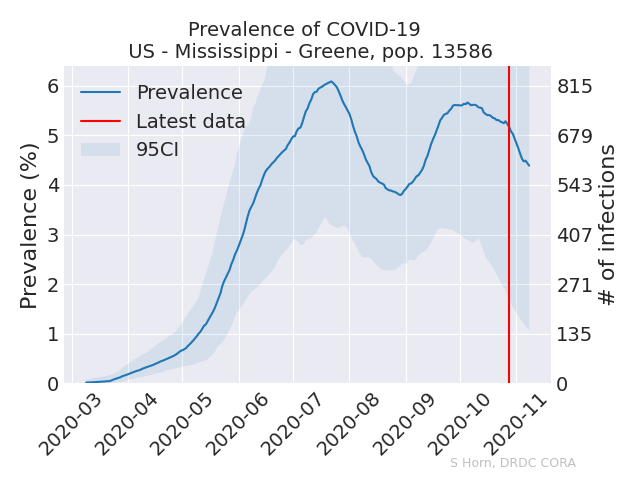 Prevalence of COVID-19
US - Mississippi - Greene, pop. 13586
Prevalence
Latest data
95CI
Prevalence (%)
6
5
4
3
2
1
0
815
679
543
407
271
135
0
# of infections
2020-03
2020-04
2020-05
2020-06
2020-07
2020-08
2020-09
2020-10
2020-11
S Horn, DRDC CORA